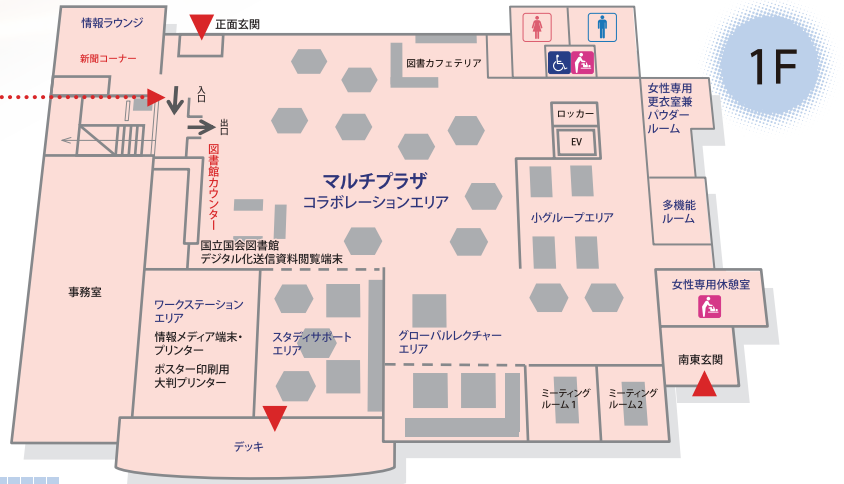 情報ラウンジ
新聞コーナー
正面玄関
図書カフェテリア
1F
入口
出口
図書館カウンター
ロッカー
EV
女性専用
更衣室兼
パウダー
ルーム
マルチプラザ
コラボレーションエリア
小グループエリア
多機能
ルーム
国立国会図書館
デジタル化送信資料閲覧端末
事務室
ワークステーション
エリア
情報メディア端末・
プリンター
ポスター印刷用
大判プリンター
スタディサポート
エリア
グローバルレクチャー
エリア
女性専用休憩室
南東玄関
ミーティング
ルーム1
ミーティング
ルーム2
デッキ